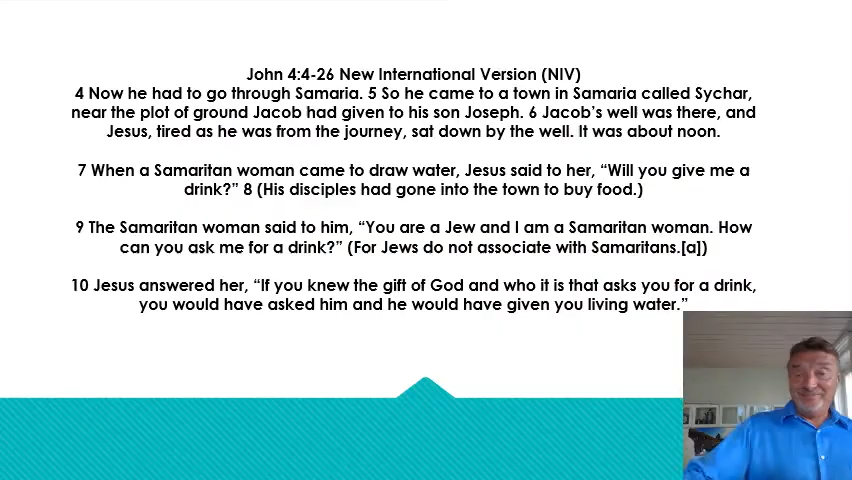 John 4:4-26 New International Version (NIV)
4 Now he had to go through Samaria. 5 So he came to a town in Samaria called Sychar,
near the plot of ground Jacob had given to his son Joseph. 6 Jacob’s well was there, and
Jesus, tired as he was from the journey, sat down by the well. It was about noon.
7 When a Samaritan woman came to draw water, Jesus said to her, “Will you give me a
drink?” 8 (His disciples had gone into the town to buy food.)
9 The Samaritan woman said to him, “You are a Jew and I am a Samaritan woman. How
can you ask me for a drink?” (For Jews do not associate with Samaritans.[a])
10 Jesus answered her, “If you knew the gift of God and who it is that asks you for a drink,
you would have asked him and he would have given you living water.”